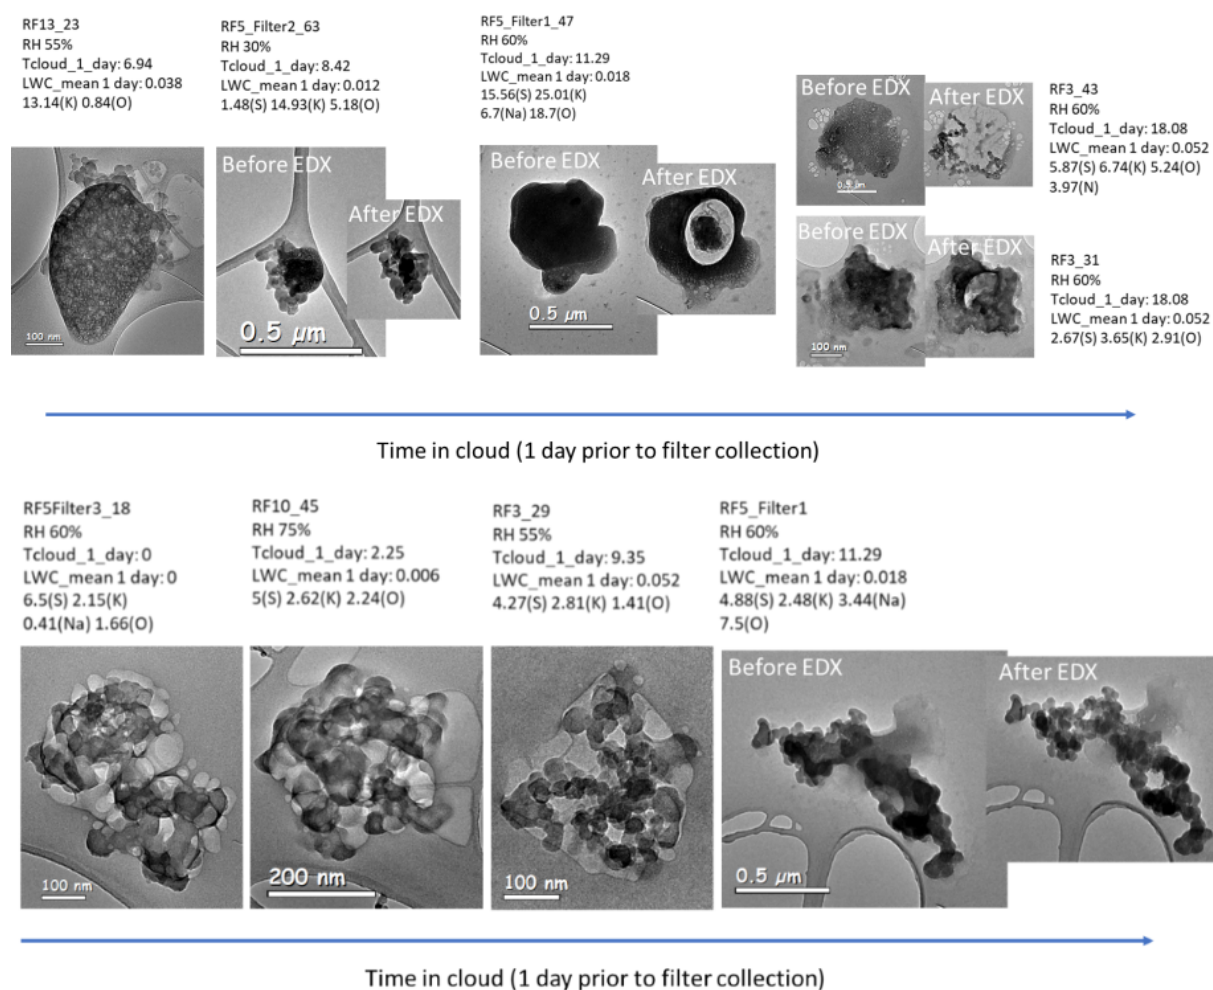 RF13_23
RH 55%
Tcloud_1_day: 6.94
LWC_mean 1 day: 0.038
13.14(K) 0.84(O)
100 nm
RF5_Filter2_63
RH 30%
Tcloud_1_day: 8.42
LWC_mean 1 day: 0.012
1.48(S) 14.93(K) 5.18(O)
Before EDX
After EDX
0.5 μm
RF5_Filter1_47
RH 60%
Tcloud_1_day: 11.29
LWC_mean 1 day: 0.018
15.56(S) 25.01(K)
6.7(Na) 18.7(O)
Before EDX
After EDX
0.5 μm
Before EDX
After EDX
0.5 μm
RF3_43
RH 60%
Tcloud_1_day: 18.08
LWC_mean 1 day: 0.052
5.87(S) 6.74(K) 5.24(O)
3.97(N)
Before EDX
After EDX
100 nm
RF3_31
RH 60%
Tcloud_1_day: 18.08
LWC_mean 1 day: 0.052
2.67(S) 3.65(K) 2.91(O)
Time in cloud (1 day prior to filter collection)
RF5Filter3_18
RH 60%
Tcloud_1_day: 0
LWC_mean 1 day: 0
6.5(S) 2.15(K)
0.41(Na) 1.66(O)
100 nm
RF10_45
RH 75%
Tcloud_1_day: 2.25
LWC_mean 1 day: 0.006
5(S) 2.62(K) 2.24(O)
200 nm
RF3_29
RH 55%
Tcloud_1_day: 9.35
LWC_mean 1 day: 0.052
4.27(S) 2.81(K) 1.41(O)
100 nm
RF5_Filter1
RH 60%
Tcloud_1_day: 11.29
LWC_mean 1 day: 0.018
4.88(S) 2.48(K) 3.44(Na)
7.5(O)
Before EDX
After EDX
0.5 μm
Time in cloud (1 day prior to filter collection)